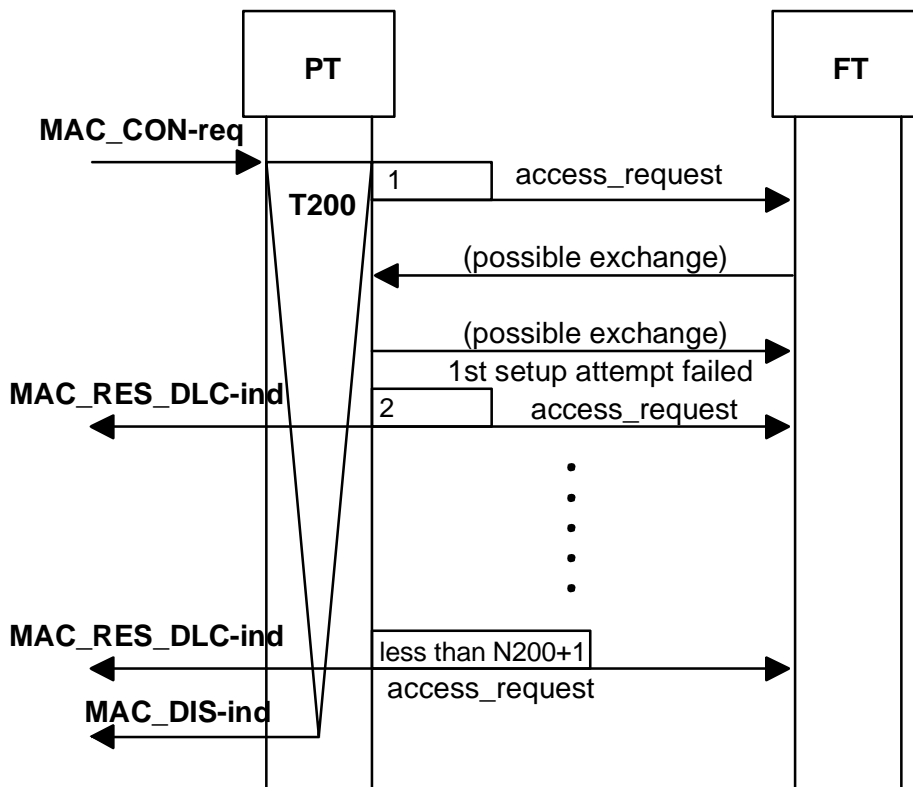 PT
FT
MAC_CON-req
1
access_request
T200
(possible exchange)
(possible exchange)
1st setup attempt failed
MAC_RES_DLC-ind
2
access_request
MAC_RES_DLC-ind
less than N200+1
access_request
MAC_DIS-ind